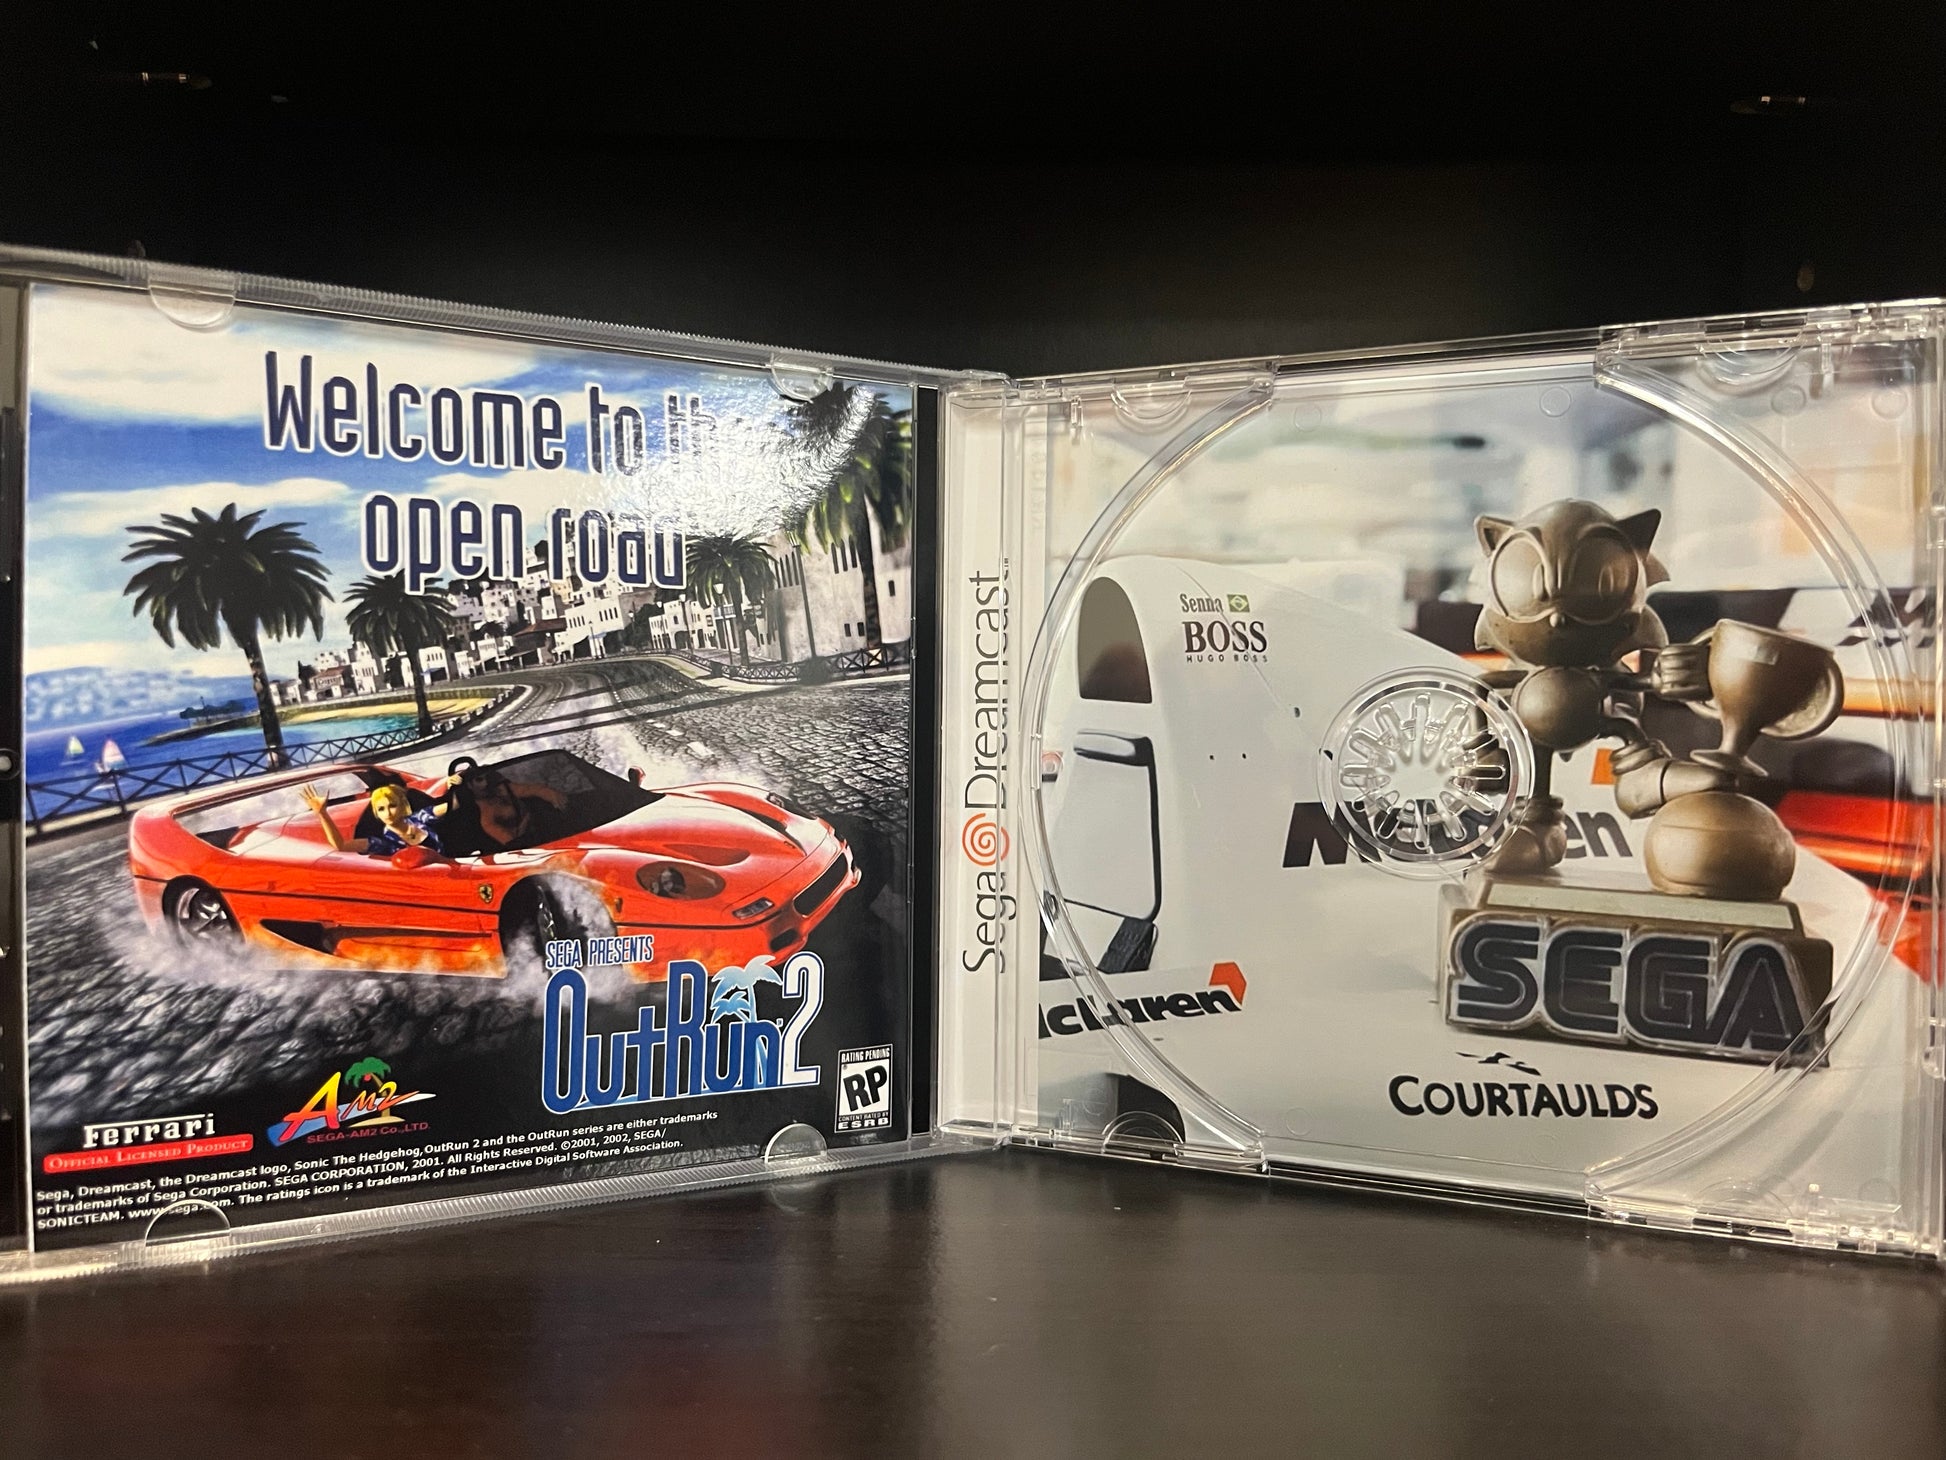 Welcome to the
open road
SEGA PRESENTS
OutRun 2
Ferrari
OFFICIAL LICENSED PRODUCT
AM2
SEGA-AM2 CO.,LTD.
RATING PENDING
RP
CONTENT RATED BY
ESRB
Sega, Dreamcast, the Dreamcast logo, Sonic The Hedgehog, OutRun 2 and the OutRun series are either trademarks
or trademarks of Sega Corporation. SEGA CORPORATION, 2001. All Rights Reserved. ©2001, 2002, SEGA/
SONICTEAM. www.sega.com. The ratings icon is a trademark of the Interactive Digital Software Association.
Sega Dreamcast™
Senna
BOSS
HUGO BOSS
McLaren
McLaren
SEGA
COURTAULDS